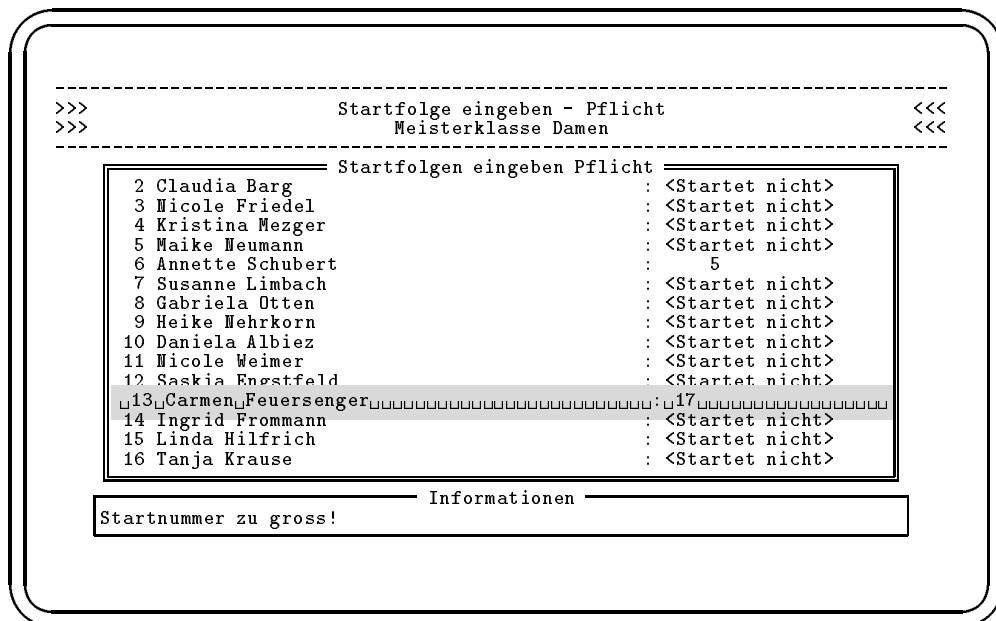 >>> Startfolge eingeben - Pflicht <<<
>>> Meisterklasse Damen <<<
Startfolgen eingeben Pflicht
2 Claudia Barg : <Startet nicht>
3 Nicole Friedel : <Startet nicht>
4 Kristina Mezger : <Startet nicht>
5 Maike Neumann : <Startet nicht>
6 Annette Schubert : 5
7 Susanne Limbach : <Startet nicht>
8 Gabriela Otten : <Startet nicht>
9 Heike Nehrkorn : <Startet nicht>
10 Daniela Albiez : <Startet nicht>
11 Nicole Weimer : <Startet nicht>
12 Saskia Engstfeld : <Startet nicht>
␣13␣Carmen␣Feuersenger␣␣␣␣␣␣␣␣␣␣␣␣␣␣␣␣␣␣␣␣␣␣␣␣␣:␣17␣␣␣␣␣␣␣␣␣␣␣␣␣␣␣␣␣
14 Ingrid Frommann : <Startet nicht>
15 Linda Hilfrich : <Startet nicht>
16 Tanja Krause : <Startet nicht>
Informationen
Startnummer zu gross!